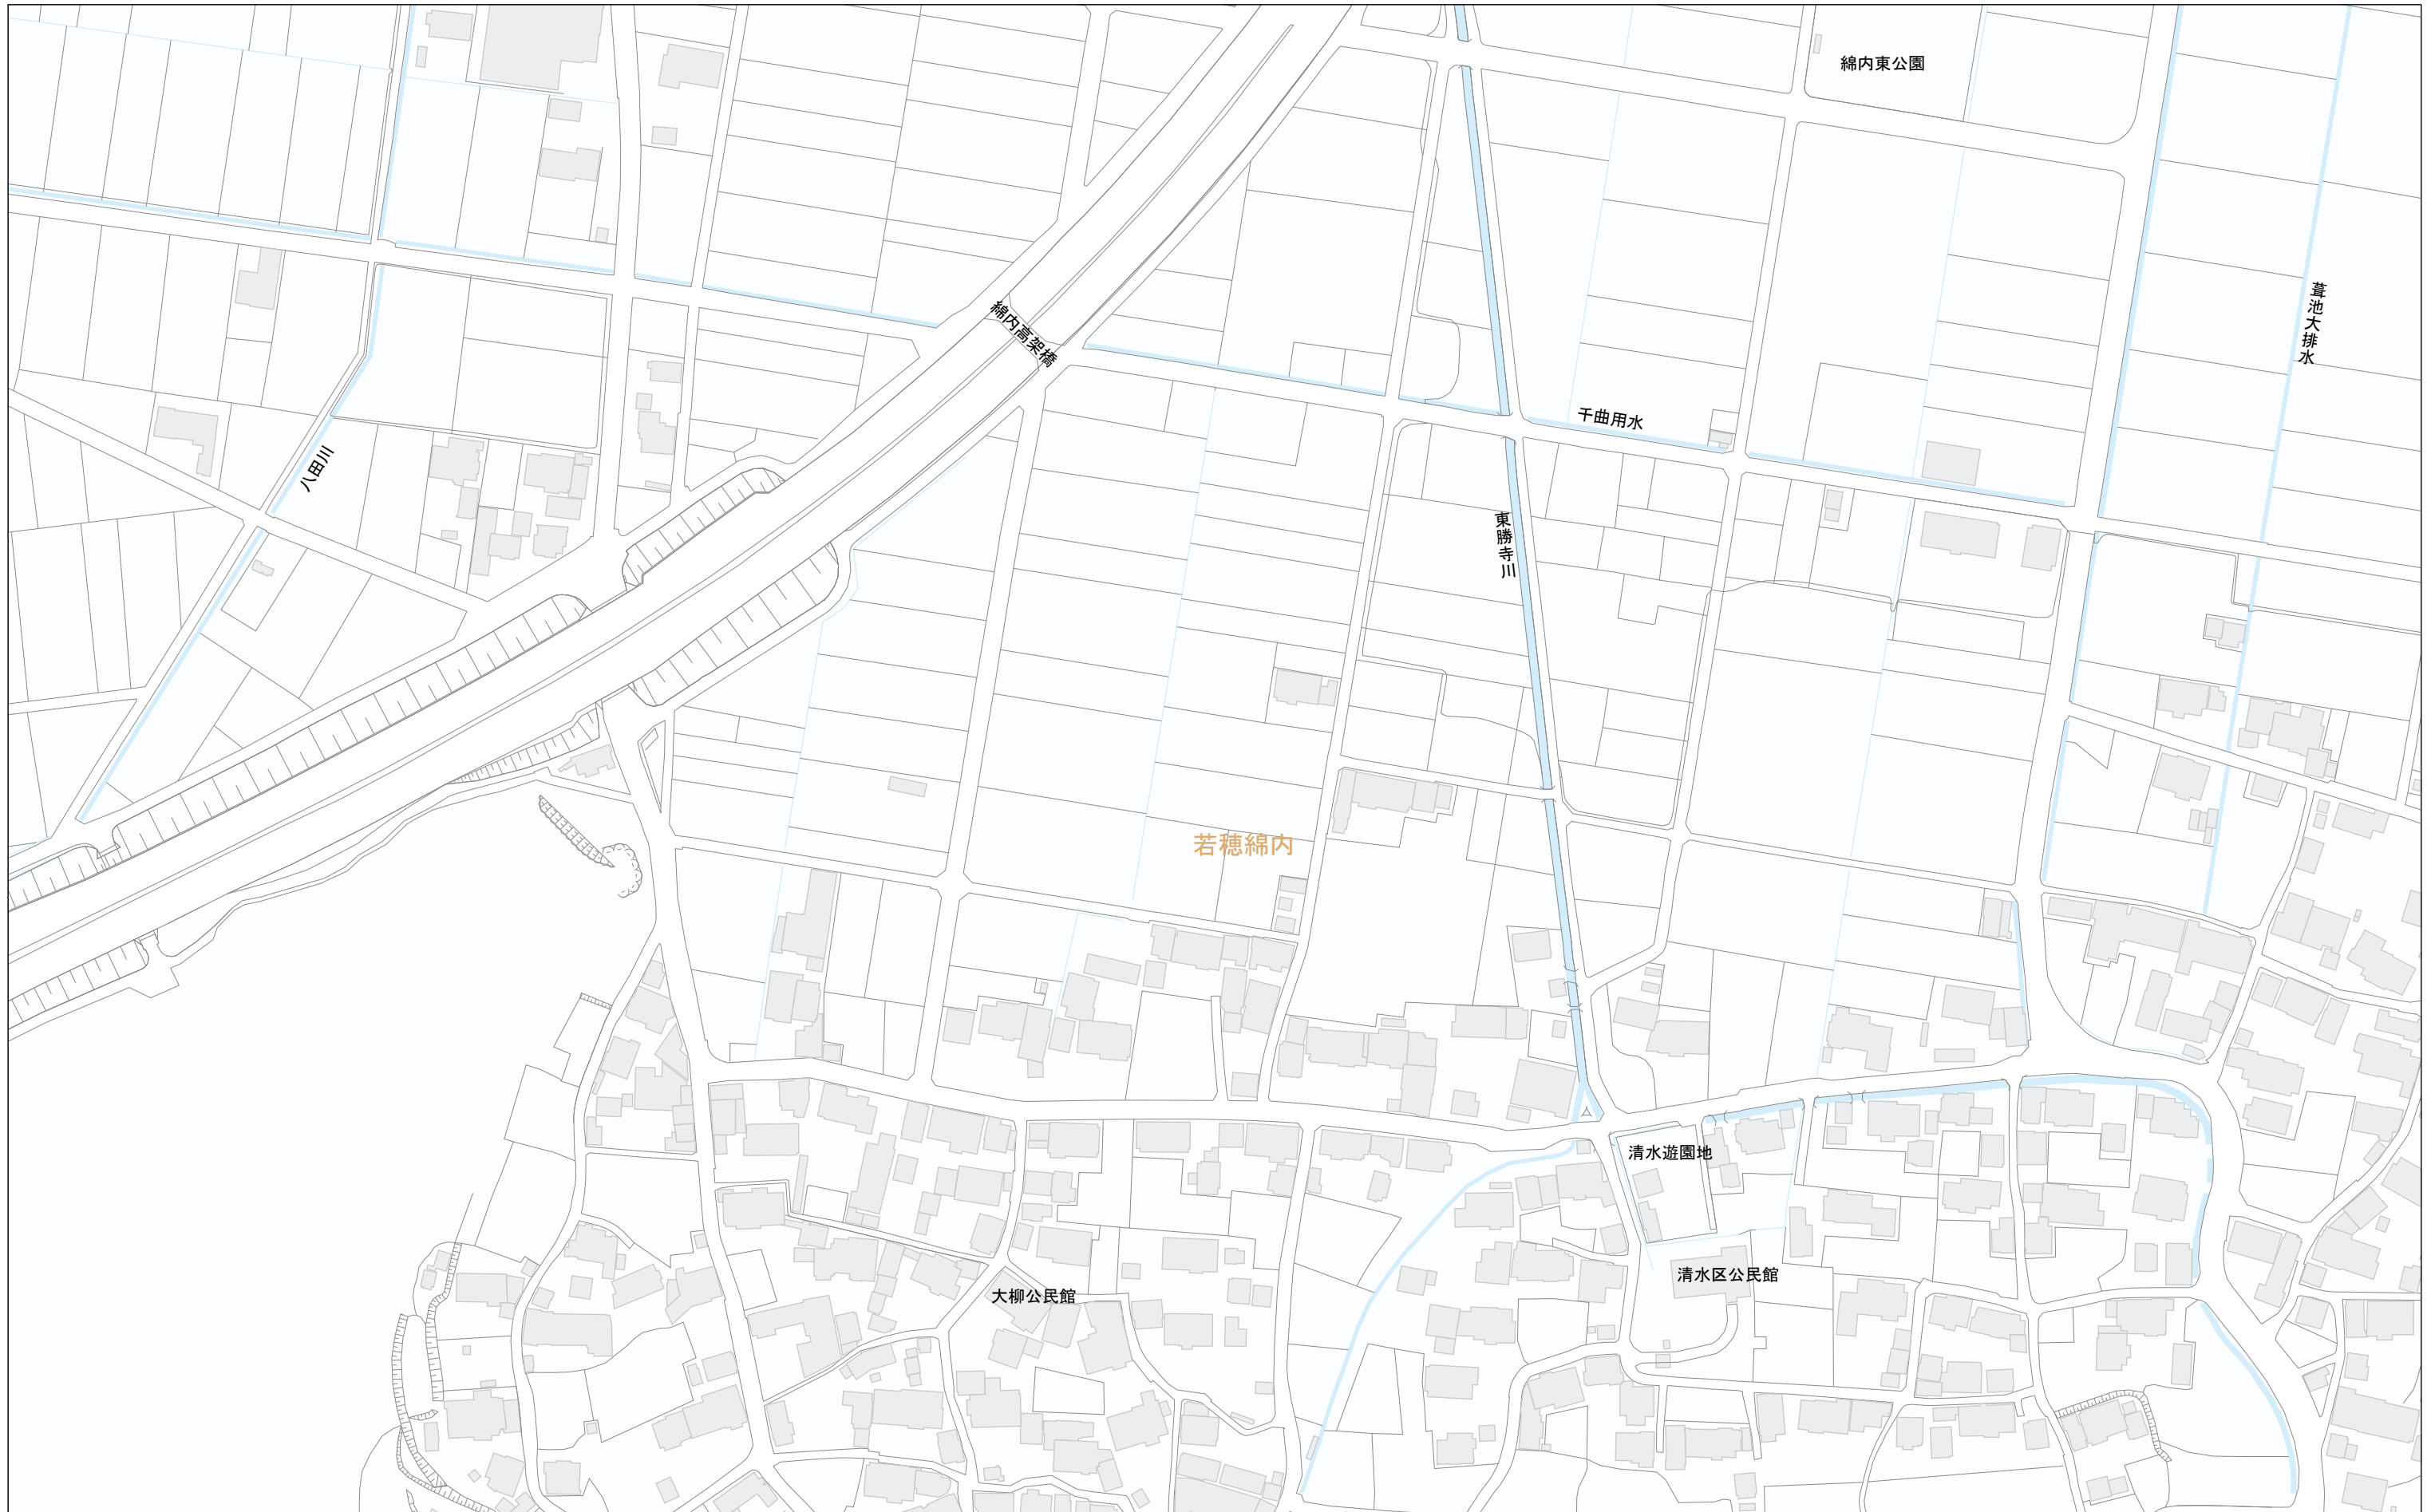 綿内東公園
葺池大排水
綿内高架橋
千曲用水
八田川
東勝寺川
若穂綿内
清水遊園地
清水区公民館
大柳公民館